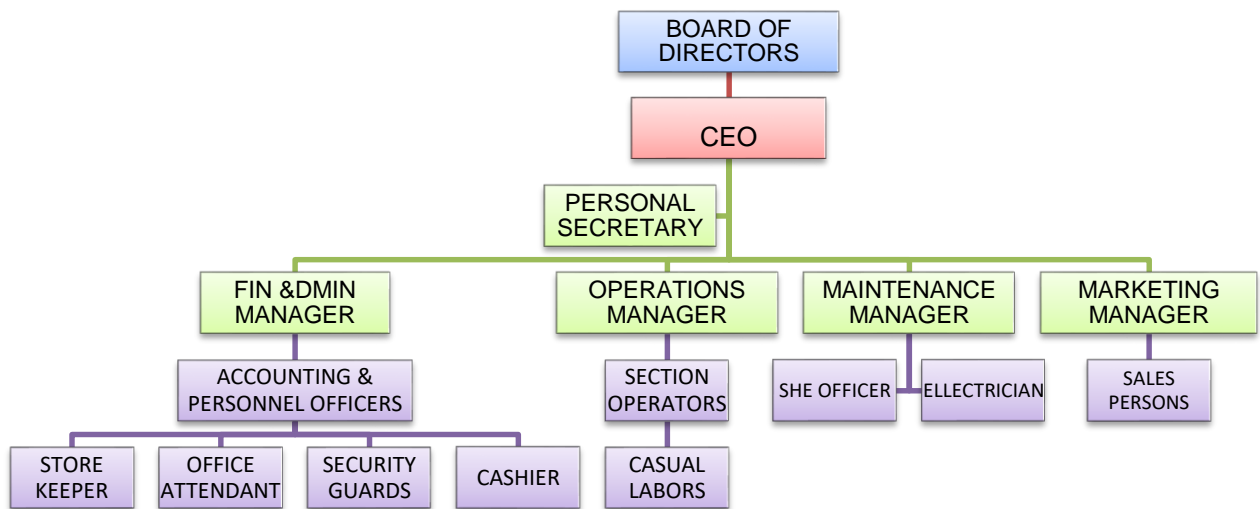 BOARD OF
DIRECTORS
CEO
PERSONAL
SECRETARY
FIN &DMIN
MANAGER
OPERATIONS
MANAGER
MAINTENANCE
MANAGER
MARKETING
MANAGER
ACCOUNTING &
PERSONNEL OFFICERS
SECTION
OPERATORS
SHE OFFICER
ELLECTRICIAN
SALES
PERSONS
STORE
KEEPER
OFFICE
ATTENDANT
SECURITY
GUARDS
CASHIER
CASUAL
LABORS